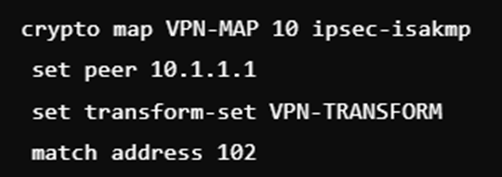 crypto map VPN-MAP 10 ipsec-isakmp
set peer 10.1.1.1
set transform-set VPN-TRANSFORM
match address 102